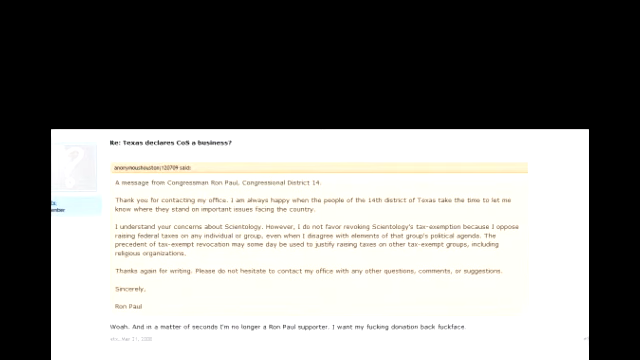 Re: Texas declares CoS a business?
anonymoushouston;120709 said:
A message from Congressman Ron Paul, Congressional District 14.
Thank you for contacting my office. I am always happy when the people of the 14th district of Texas take the time to let
me know where they stand on important issues facing the country.
I understand your concerns about Scientology. However, I do not favor revoking Scientology's tax-exemption because I oppose
raising federal taxes on any individual or group, even when I disagree with elements of that group's political agenda. The
precedent of tax-exempt revocation may some day be used to justify raising taxes on other tax-exempt groups, including
religious organizations.
Thanks again for writing. Please do not hesitate to contact my office with any other questions, comments, or suggestions.
Sincerely,
Ron Paul
Woah. And in a matter of seconds I'm no longer a Ron Paul supporter. I want my fucking donation back fuckface.
Mar 21, 2008